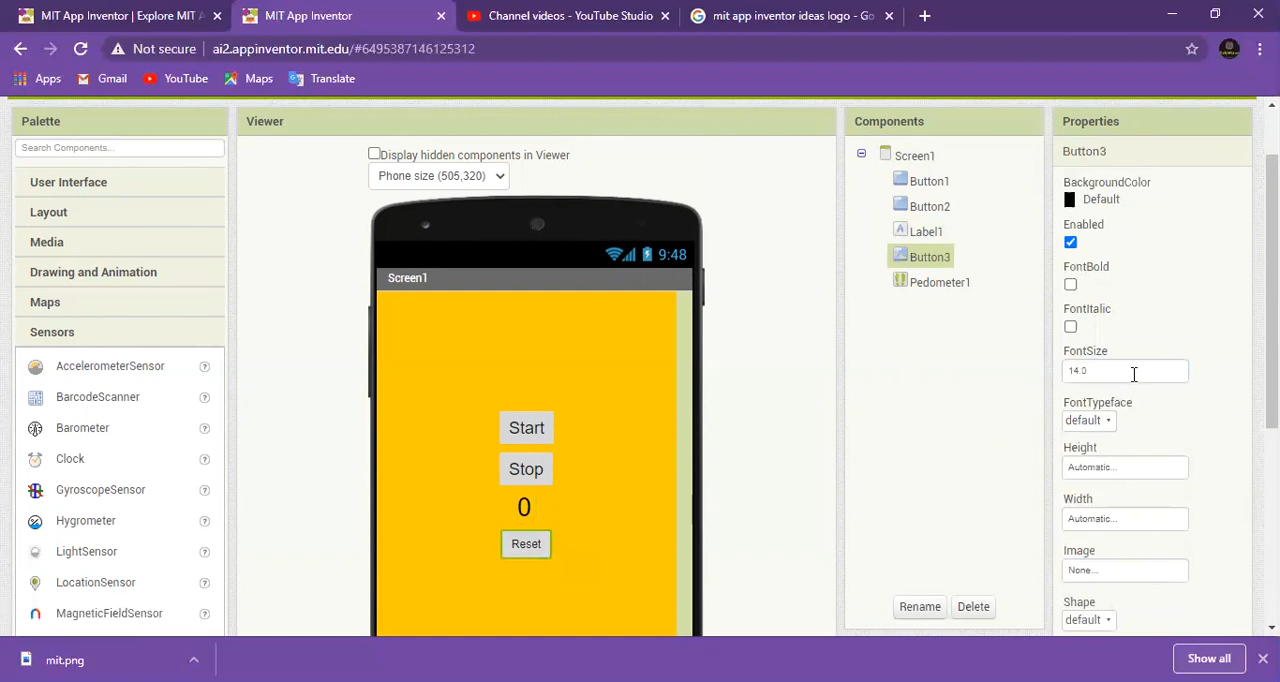 MIT App Inventor | Explore MIT A
MIT App Inventor
Channel videos - YouTube Studio
mit app inventor ideas logo - Go
Not secure
ai2.appinventor.mit.edu/#6495387146125312
Apps
Gmail
YouTube
Maps
Translate
Palette
Search Components...
User Interface
Layout
Media
Drawing and Animation
Maps
Sensors
AccelerometerSensor
BarcodeScanner
Barometer
Clock
GyroscopeSensor
Hygrometer
LightSensor
LocationSensor
MagneticFieldSensor
Viewer
Display hidden components in Viewer
Phone size (505,320)
9:48
Screen1
Start
Stop
0
Reset
Components
Screen1
Button1
Button2
A Label1
Button3
Pedometer1
Rename
Delete
Properties
Button3
BackgroundColor
Default
Enabled
FontBold
FontItalic
FontSize
14.0
FontTypeface
default
Height
Automatic...
Width
Automatic...
Image
None...
Shape
default
mit.png
Show all